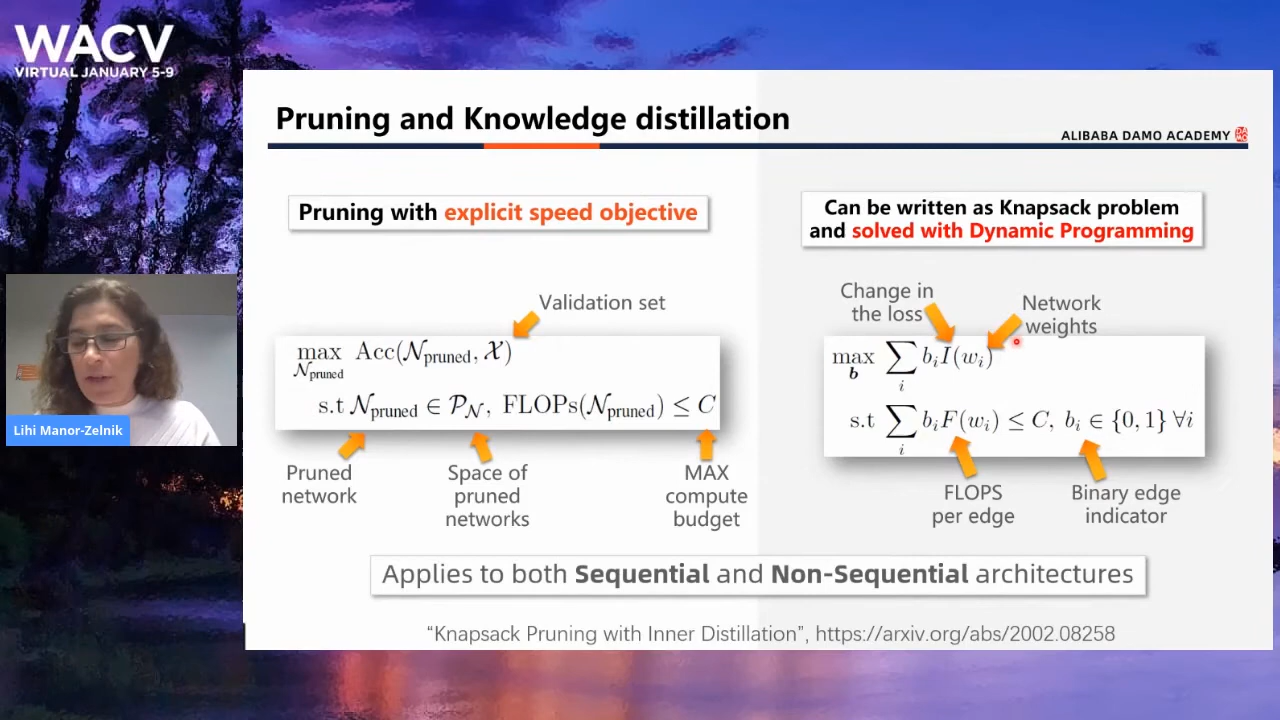 WACV
VIRTUAL JANUARY 5-9
Pruning and Knowledge distillation
ALIBABA DAMO ACADEMY
Pruning with explicit speed objective
Validation set
max Acc(𝒩pruned, 𝒳)
𝒩pruned
s.t 𝒩pruned ∈ 𝒫𝒩, FLOPs(𝒩pruned) ≤ C
Pruned
network
Space of
pruned
networks
MAX
compute
budget
Can be written as Knapsack problem
and solved with Dynamic Programming
Change in
the loss
Network
weights
max ∑ bᵢI(wᵢ)
b i
s.t ∑ bᵢF(wᵢ) ≤ C, bᵢ ∈ {0, 1} ∀i
i
FLOPS
per edge
Binary edge
indicator
Applies to both Sequential and Non-Sequential architectures
“Knapsack Pruning with Inner Distillation”, https://arxiv.org/abs/2002.08258
Lihi Manor-Zelnik